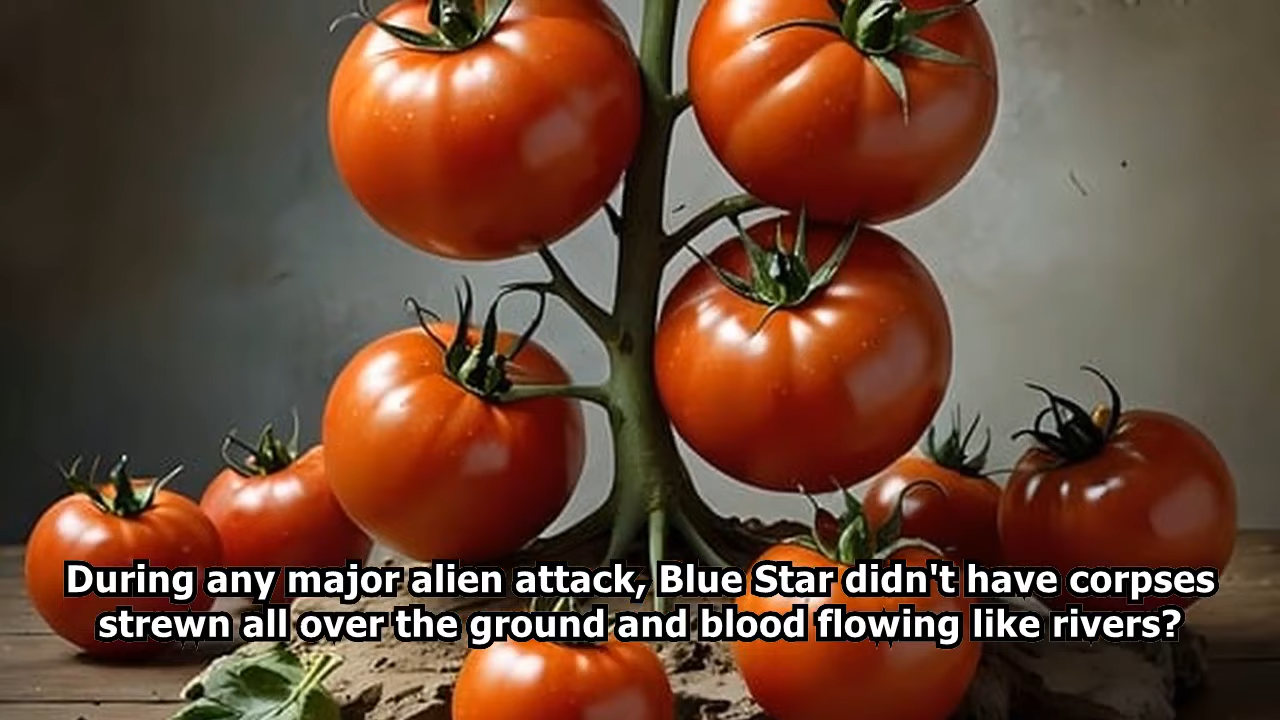 During any major alien attack, Blue Star didn't have corpses
strewn all over the ground and blood flowing like rivers?